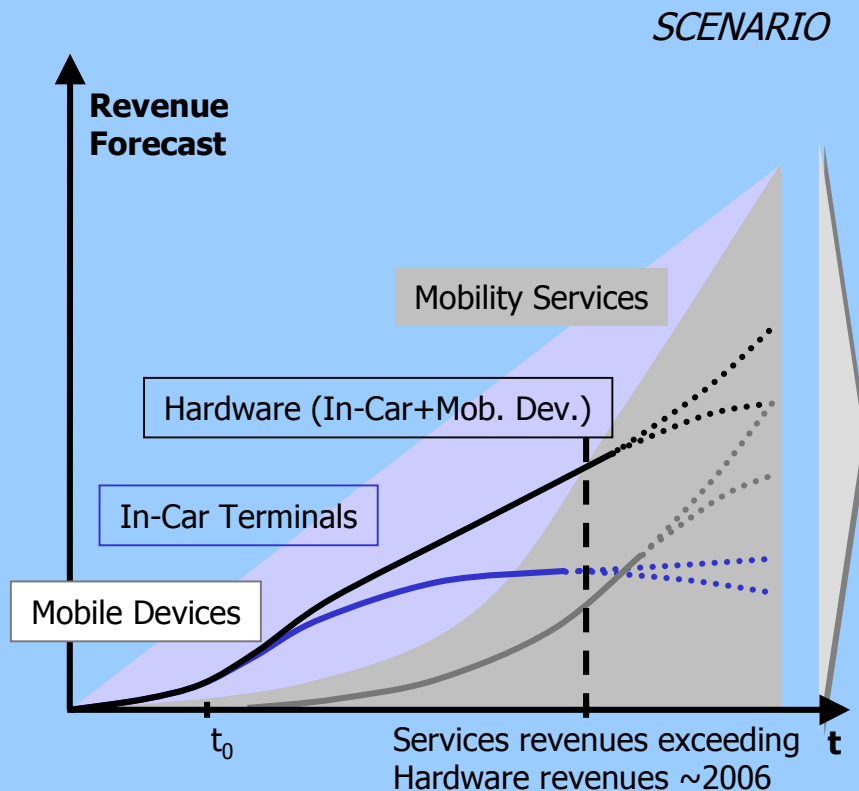 SCENARIO
Revenue
Forecast
Mobility Services
Hardware (In-Car+Mob. Dev.)
In-Car Terminals
Mobile Devices
t₀
Services revenues exceeding
Hardware revenues ~2006
t